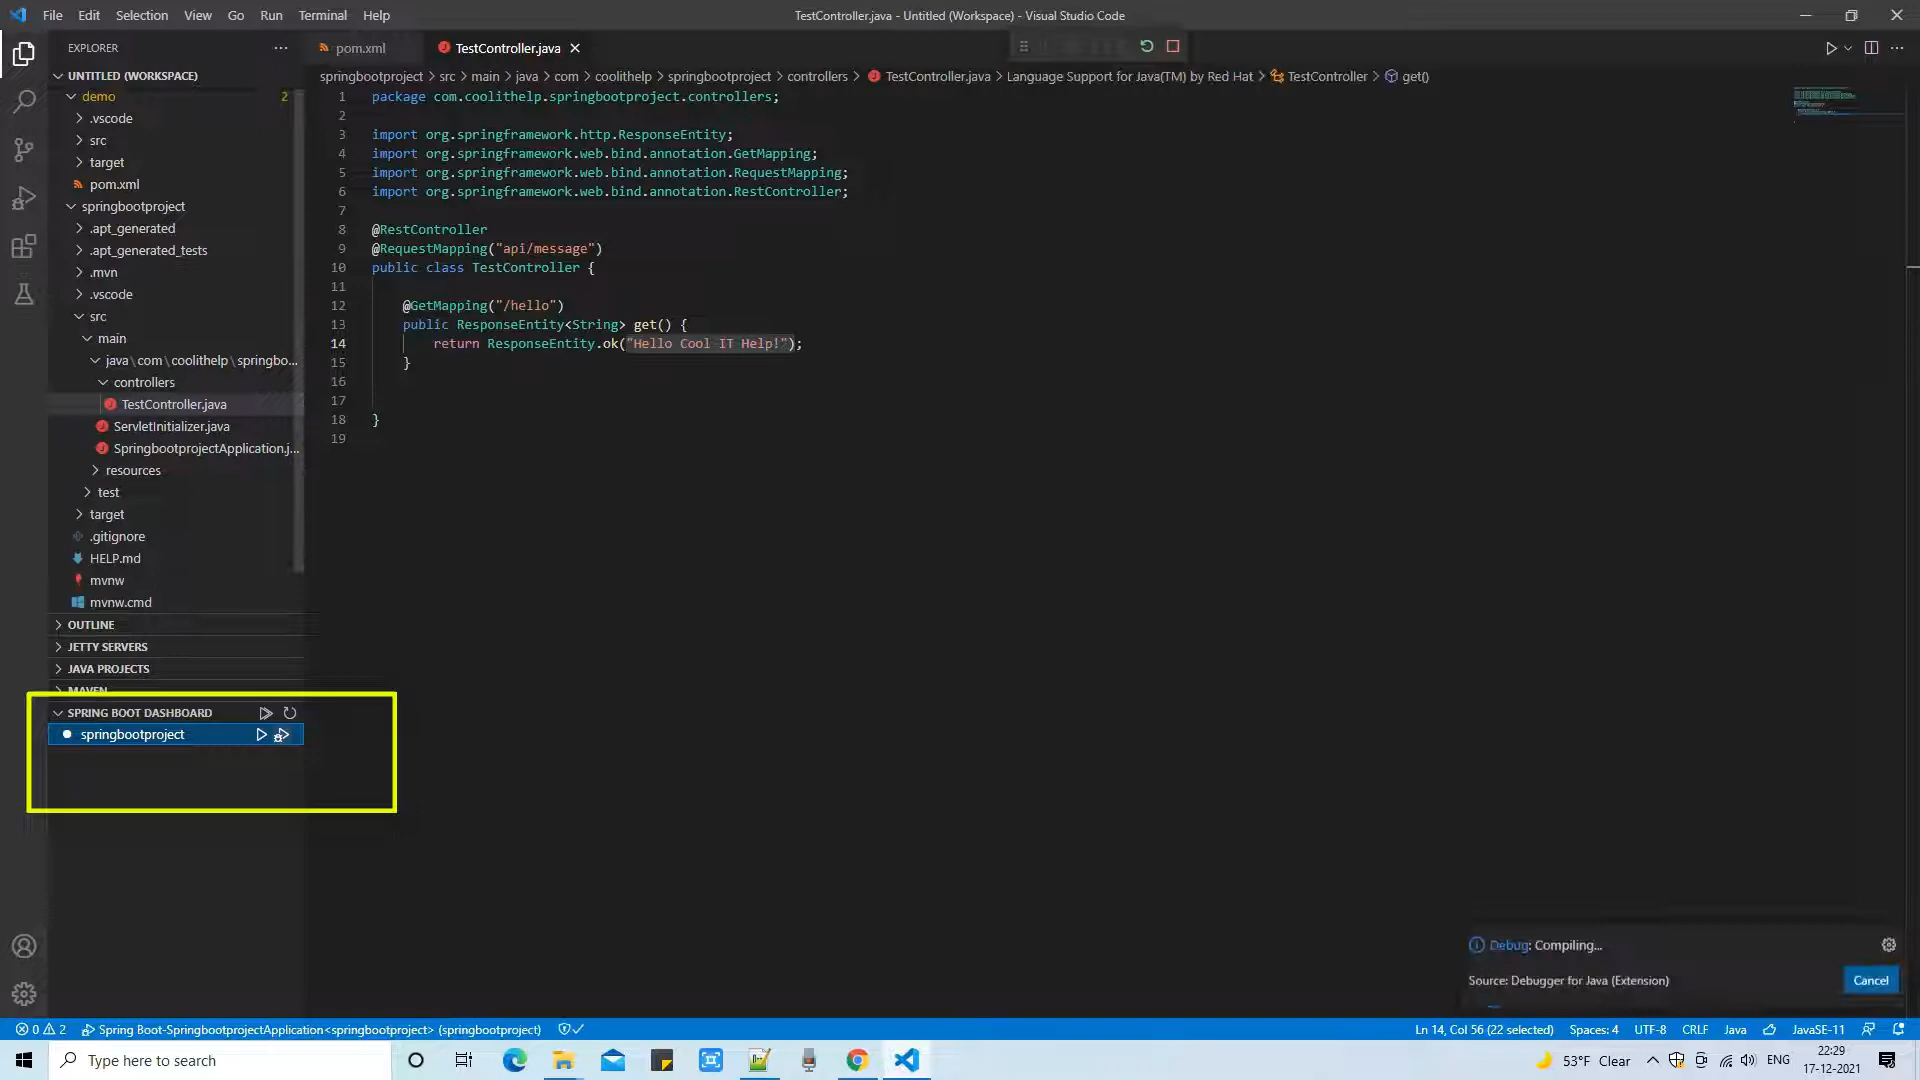 File Edit Selection View Go Run Terminal Help
TestController.java - Untitled (Workspace) - Visual Studio Code
EXPLORER
UNTITLED (WORKSPACE)
demo 2
.vscode
src
target
pom.xml
springbootproject
.apt_generated
.apt_generated_tests
.mvn
.vscode
src
main
java\com\coolithelp\springbo...
controllers
TestController.java
ServletInitializer.java
SpringbootprojectApplication.j...
resources
test
target
.gitignore
HELP.md
mvnw
mvnw.cmd
OUTLINE
JETTY SERVERS
JAVA PROJECTS
MAVEN
SPRING BOOT DASHBOARD
springbootproject
pom.xml
TestController.java
springbootproject > src > main > java > com > coolithelp > springbootproject > controllers > TestController.java > Language Support for Java(TM) by Red Hat > TestController > get()
1 package com.coolithelp.springbootproject.controllers;
2
3 import org.springframework.http.ResponseEntity;
4 import org.springframework.web.bind.annotation.GetMapping;
5 import org.springframework.web.bind.annotation.RequestMapping;
6 import org.springframework.web.bind.annotation.RestController;
7
8 @RestController
9 @RequestMapping("api/message")
10 public class TestController {
11
12 @GetMapping("/hello")
13 public ResponseEntity<String> get() {
14 return ResponseEntity.ok("Hello Cool IT Help!");
15 }
16
17
18 }
19
Debug: Compiling...
Source: Debugger for Java (Extension)
Cancel
0 2 Spring Boot-SpringbootprojectApplication<springbootproject> (springbootproject)
Ln 14, Col 56 (22 selected) Spaces: 4 UTF-8 CRLF Java JavaSE-11
Type here to search
53°F Clear ENG
22:29
17-12-2021